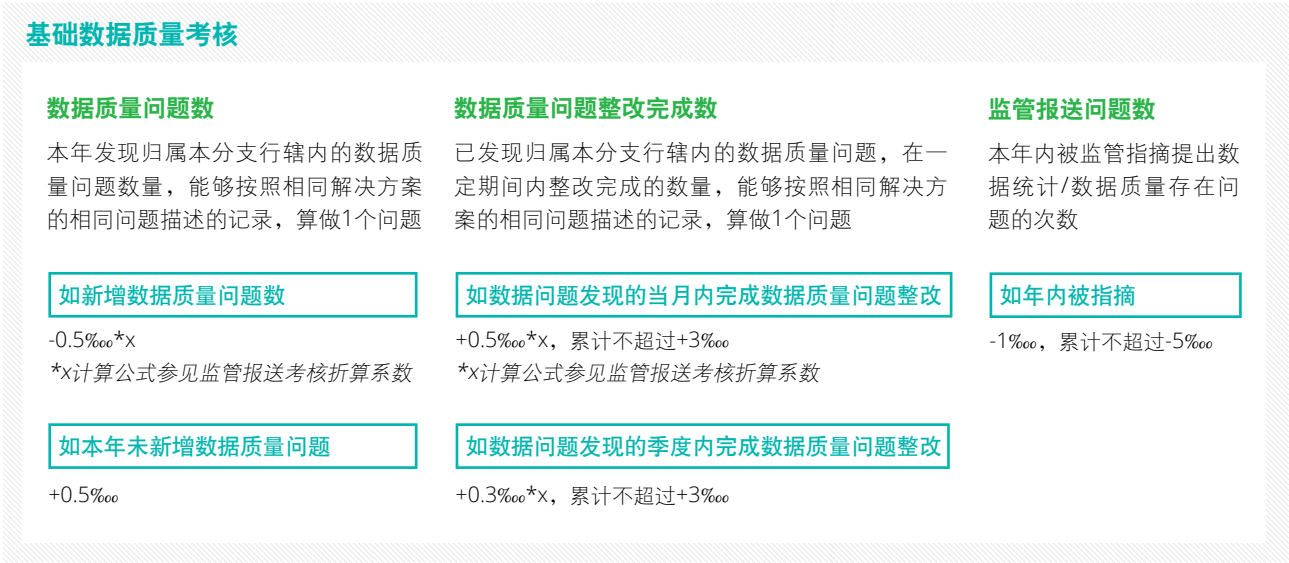 基础数据质量考核
数据质量问题数
本年发现归属本分支行辖内的数据质
量问题数量，能够按照相同解决方案
的相同问题描述的记录，算做1个问题
如新增数据质量问题数
-0.5‱*x
*x计算公式参见监管报送考核折算系数
如本年未新增数据质量问题
+0.5‱
数据质量问题整改完成数
已发现归属本分支行辖内的数据质量问题，在一
定期间内整改完成的数量，能够按照相同解决方
案的相同问题描述的记录，算做1个问题
如数据问题发现的当月内完成数据质量问题整改
+0.5‱*x，累计不超过+3‱
*x计算公式参见监管报送考核折算系数
如数据问题发现的季度内完成数据质量问题整改
+0.3‱*x，累计不超过+3‱
监管报送问题数
本年内被监管指摘提出数
据统计/数据质量存在问
题的次数
如年内被指摘
-1‱，累计不超过-5‱